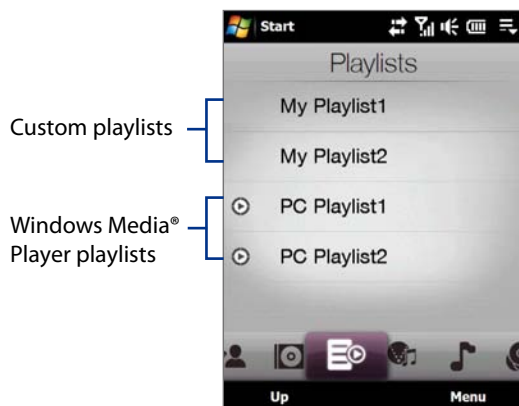 Start
Playlists
Custom playlists
My Playlist1
My Playlist2
Windows Media®
Player playlists
PC Playlist1
PC Playlist2
Up
Menu